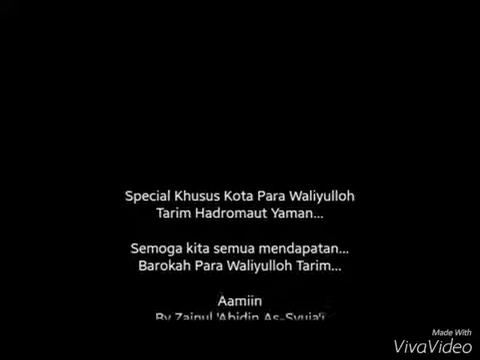 Special Khusus Kota Para Waliyulloh
Tarim Hadromaut Yaman...
Semoga kita semua mendapatan...
Barokah Para Waliyulloh Tarim...
Aamiin
By Zainul 'Abidin As-Syuja'i
Made With
VivaVideo